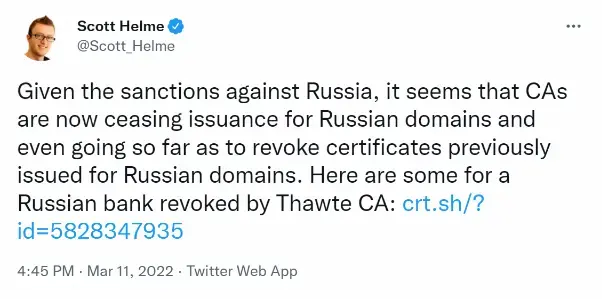 Scott Helme
@Scott_Helme
Given the sanctions against Russia, it seems that CAs
are now ceasing issuance for Russian domains and
even going so far as to revoke certificates previously
issued for Russian domains. Here are some for a
Russian bank revoked by Thawte CA: crt.sh/?
id=5828347935
4:45 PM · Mar 11, 2022 · Twitter Web App